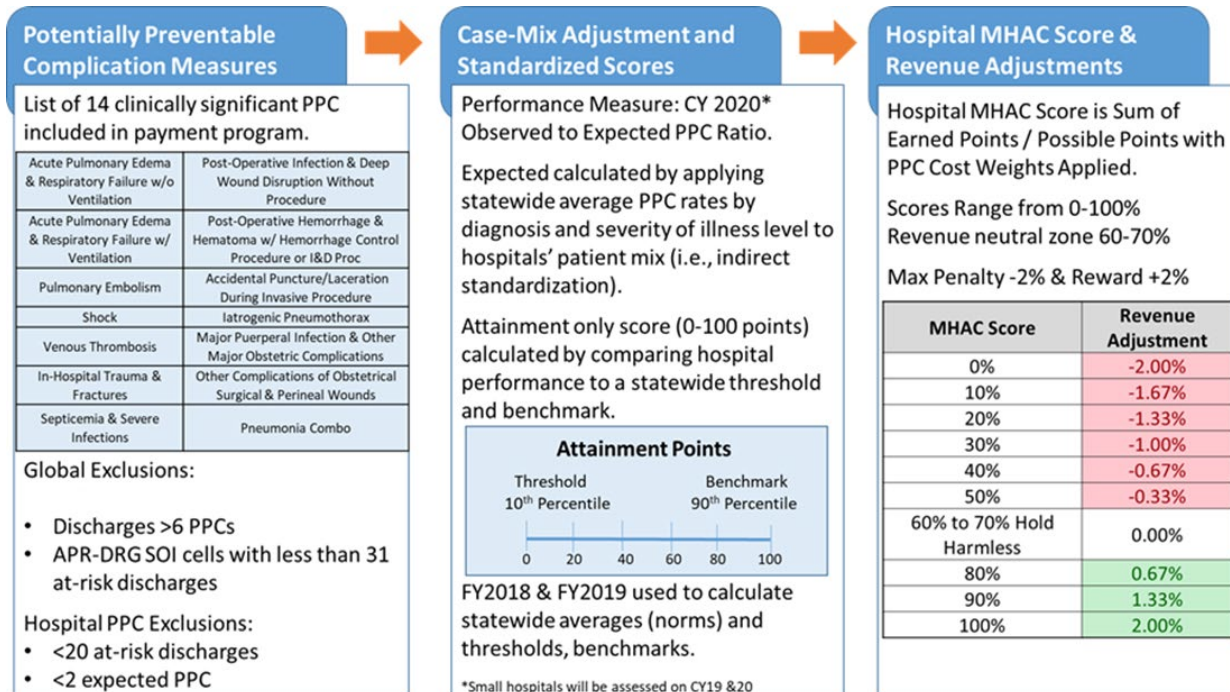 Potentially Preventable
Complication Measures
List of 14 clinically significant PPC
included in payment program.
Acute Pulmonary Edema
& Respiratory Failure w/o
Ventilation
Post-Operative Infection & Deep
Wound Disruption Without
Procedure
Acute Pulmonary Edema
& Respiratory Failure w/
Ventilation
Post-Operative Hemorrhage &
Hematoma w/ Hemorrhage Control
Procedure or I&D Proc
Pulmonary Embolism
Accidental Puncture/Laceration
During Invasive Procedure
Shock
Iatrogenic Pneumothorax
Venous Thrombosis
Major Puerperal Infection & Other
Major Obstetric Complications
In-Hospital Trauma &
Fractures
Other Complications of Obstetrical
Surgical & Perineal Wounds
Septicemia & Severe
Infections
Pneumonia Combo
Global Exclusions:
• Discharges >6 PPCs
• APR-DRG SOI cells with less than 31
at-risk discharges
Hospital PPC Exclusions:
• <20 at-risk discharges
• <2 expected PPC
Case-Mix Adjustment and
Standardized Scores
Performance Measure: CY 2020*
Observed to Expected PPC Ratio.
Expected calculated by applying
statewide average PPC rates by
diagnosis and severity of illness level to
hospitals' patient mix (i.e., indirect
standardization).
Attainment only score (0-100 points)
calculated by comparing hospital
performance to a statewide threshold
and benchmark.
Attainment Points
Threshold Benchmark
10th Percentile 90th Percentile
0 20 40 60 80 100
FY2018 & FY2019 used to calculate
statewide averages (norms) and
thresholds, benchmarks.
*Small hospitals will be assessed on CY19 &20
Hospital MHAC Score &
Revenue Adjustments
Hospital MHAC Score is Sum of
Earned Points / Possible Points with
PPC Cost Weights Applied.
Scores Range from 0-100%
Revenue neutral zone 60-70%
Max Penalty -2% & Reward +2%
MHAC Score Revenue
Adjustment
0% -2.00%
10% -1.67%
20% -1.33%
30% -1.00%
40% -0.67%
50% -0.33%
60% to 70% Hold
Harmless 0.00%
80% 0.67%
90% 1.33%
100% 2.00%